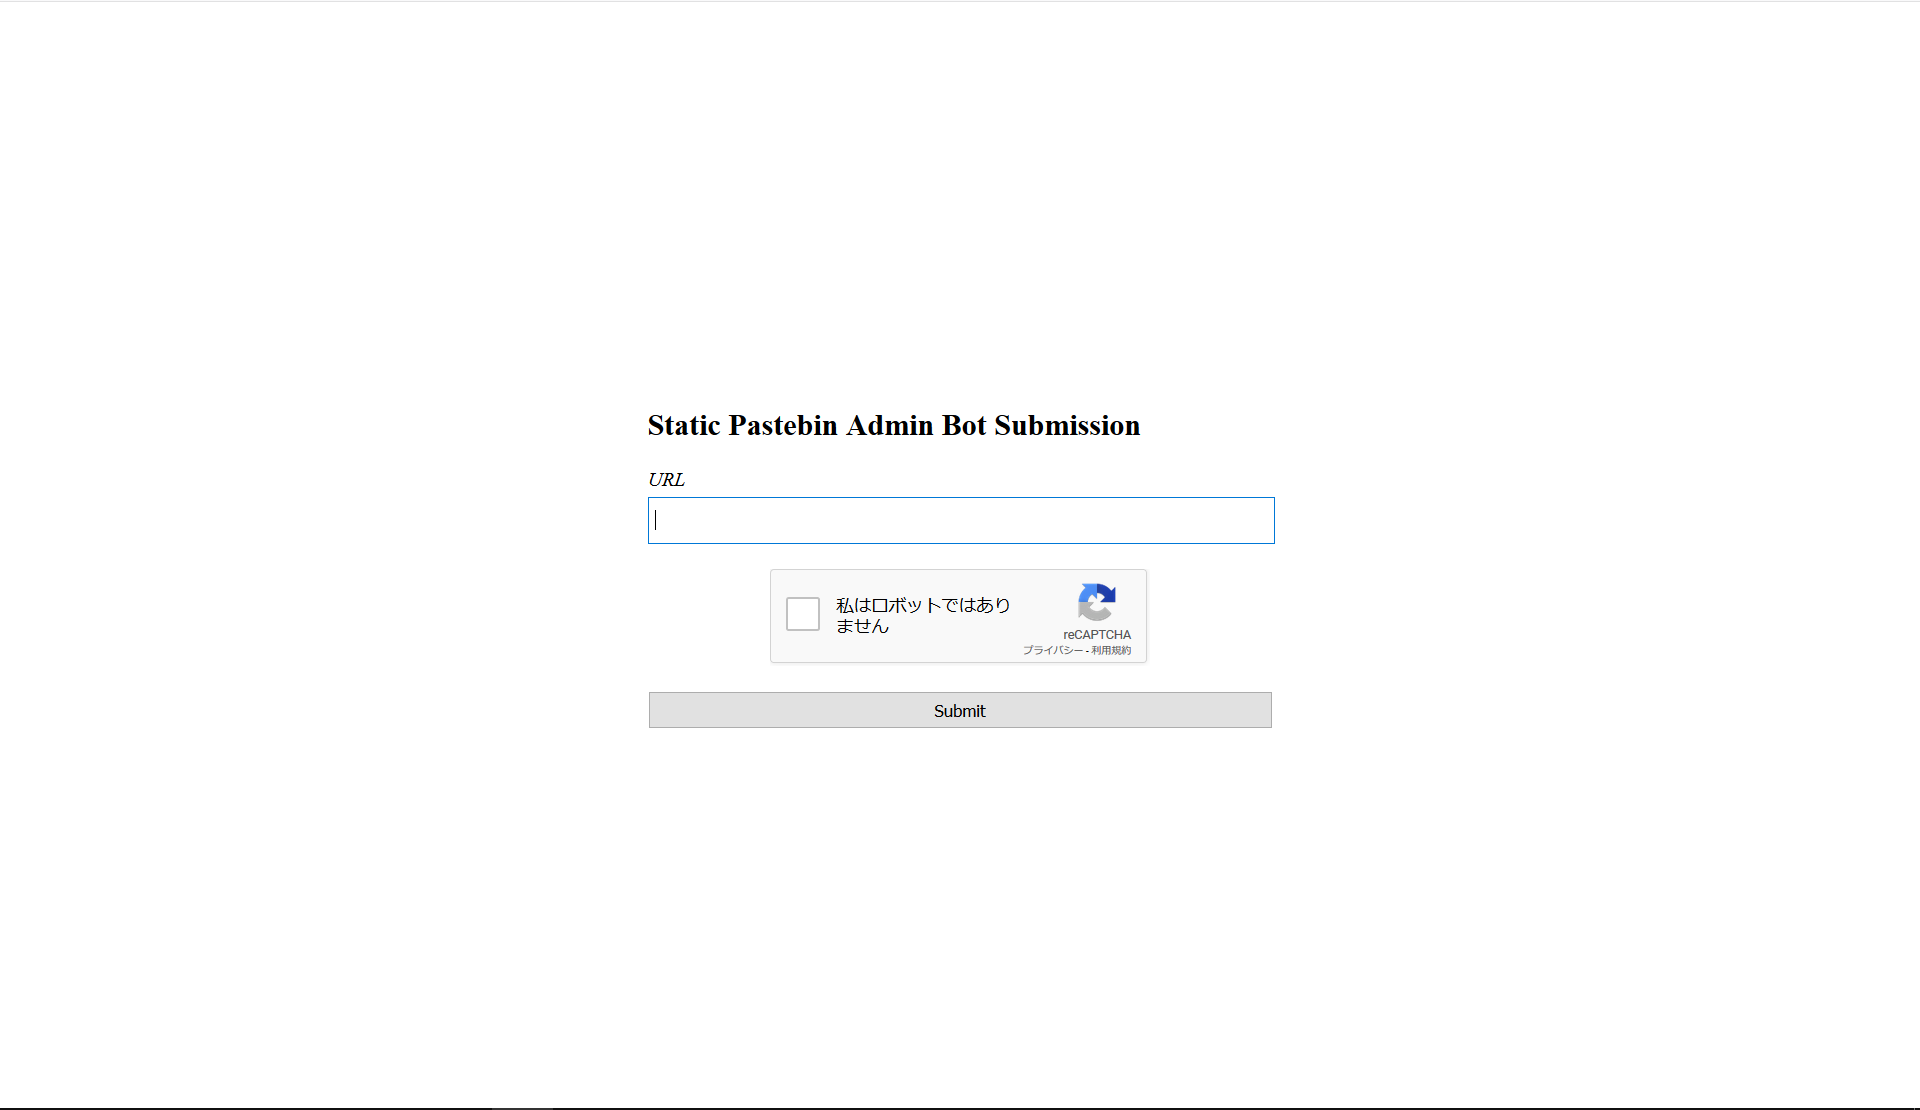 Static Pastebin Admin Bot Submission
URL
私はロボットではあり
ません
reCAPTCHA
プライバシー - 利用規約
Submit